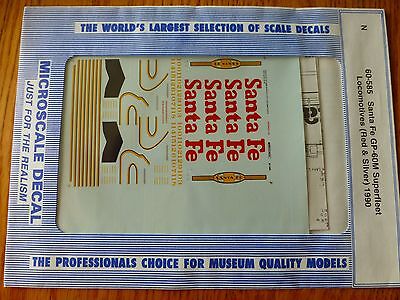 THE WORLD'S LARGEST SELECTION OF SCALE DECALS
MICROSCALE DECAL
JUST FOR THE REALISM
Santa Fe
Santa Fe
Santa Fe
Santa Fe
SANTA FE
N
60-585 Santa Fe GP-60M Superfleet
Locomotives (Red & Silver) 1990
THE PROFESSIONALS CHOICE FOR MUSEUM QUALITY MODELS